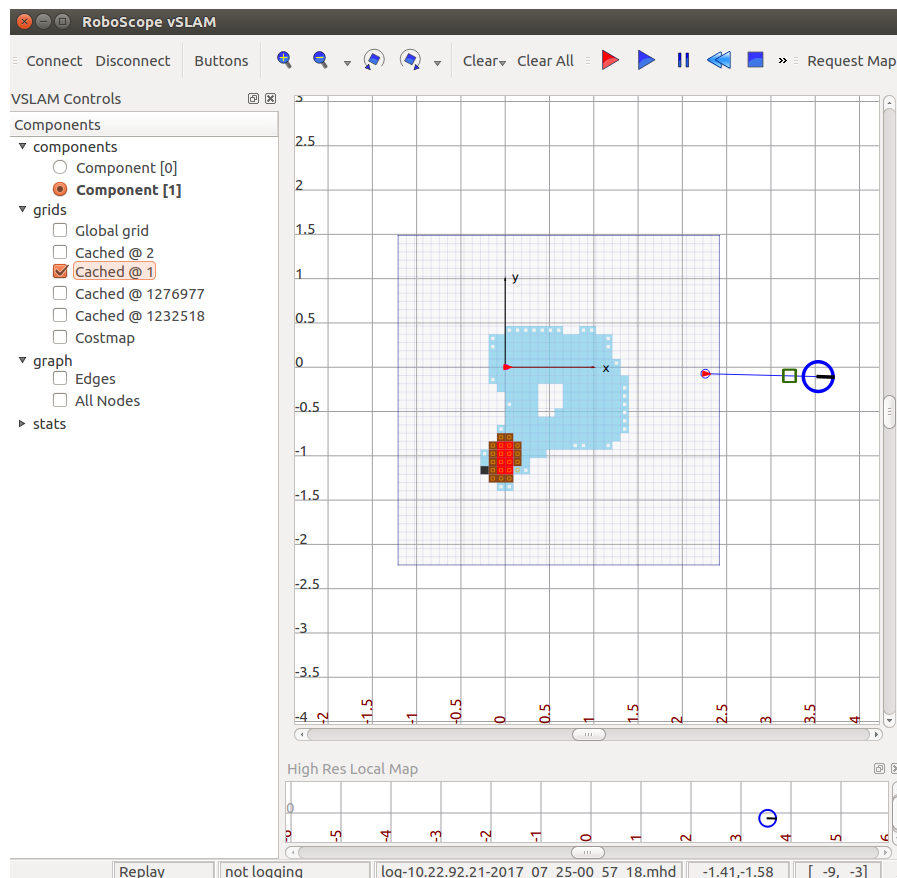 RoboScope vSLAM
Connect Disconnect Buttons Clear Clear All » Request Map
VSLAM Controls
Components
components
Component [0]
Component [1]
grids
Global grid
Cached @ 2
Cached @ 1
Cached @ 1276977
Cached @ 1232518
Costmap
graph
Edges
All Nodes
stats
3
2.5
2
1.5
1
0.5
0
-0.5
-1
-1.5
-2
-2.5
-3
-3.5
-4
y
x
-2 -1.5 -1 -0.5 0 0.5 1 1.5 2 2.5 3 3.5 4
High Res Local Map
0
-6 -5 -4 -3 -2 -1 0 1 2 3 4 5 6
Replay not logging log-10.22.92.21-2017_07_25-00_57_18.mhd -1.41,-1.58 [ -9, -3]